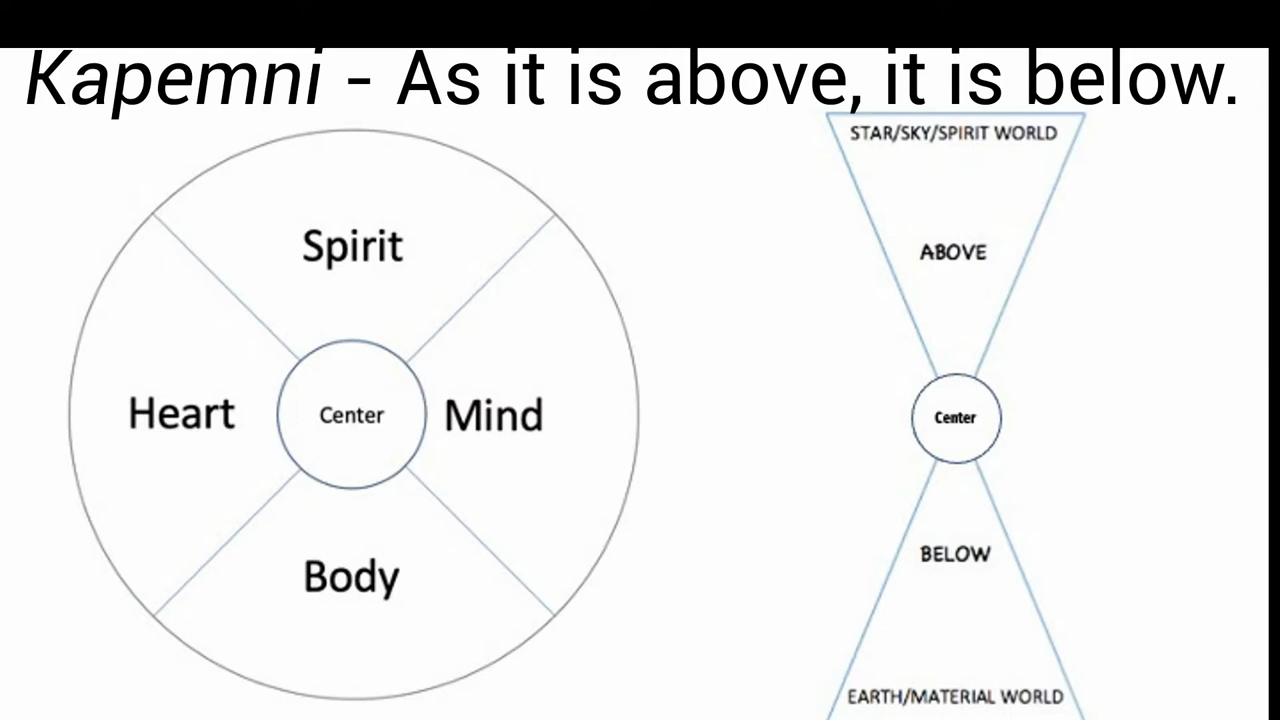 Kapemni - As it is above, it is below.
Spirit
Heart
Center
Mind
Body
STAR/SKY/SPIRIT WORLD
ABOVE
Center
BELOW
EARTH/MATERIAL WORLD